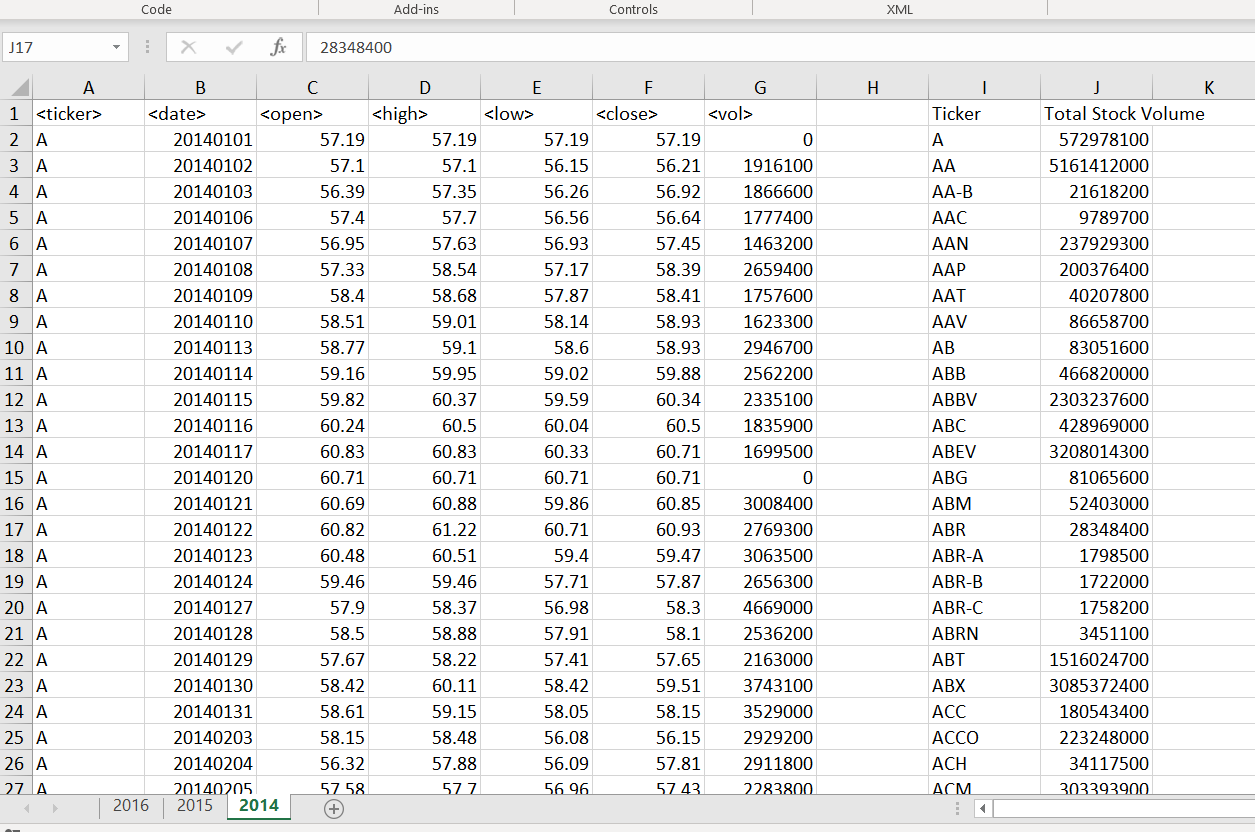 Code Add-ins Controls XML
J17 fx 28348400
A B C D E F G H I J K
1 <ticker> <date> <open> <high> <low> <close> <vol> Ticker Total Stock Volume
2 A 20140101 57.19 57.19 57.19 57.19 0 A 572978100
3 A 20140102 57.1 57.1 56.15 56.21 1916100 AA 5161412000
4 A 20140103 56.39 57.35 56.26 56.92 1866600 AA-B 21618200
5 A 20140106 57.4 57.7 56.56 56.64 1777400 AAC 9789700
6 A 20140107 56.95 57.63 56.93 57.45 1463200 AAN 237929300
7 A 20140108 57.33 58.54 57.17 58.39 2659400 AAP 200376400
8 A 20140109 58.4 58.68 57.87 58.41 1757600 AAT 40207800
9 A 20140110 58.51 59.01 58.14 58.93 1623300 AAV 86658700
10 A 20140113 58.77 59.1 58.6 58.93 2946700 AB 83051600
11 A 20140114 59.16 59.95 59.02 59.88 2562200 ABB 466820000
12 A 20140115 59.82 60.37 59.59 60.34 2335100 ABBV 2303237600
13 A 20140116 60.24 60.5 60.04 60.5 1835900 ABC 428969000
14 A 20140117 60.83 60.83 60.33 60.71 1699500 ABEV 3208014300
15 A 20140120 60.71 60.71 60.71 60.71 0 ABG 81065600
16 A 20140121 60.69 60.88 59.86 60.85 3008400 ABM 52403000
17 A 20140122 60.82 61.22 60.71 60.93 2769300 ABR 28348400
18 A 20140123 60.48 60.51 59.4 59.47 3063500 ABR-A 1798500
19 A 20140124 59.46 59.46 57.71 57.87 2656300 ABR-B 1722000
20 A 20140127 57.9 58.37 56.98 58.3 4669000 ABR-C 1758200
21 A 20140128 58.5 58.88 57.91 58.1 2536200 ABRN 3451100
22 A 20140129 57.67 58.22 57.41 57.65 2163000 ABT 1516024700
23 A 20140130 58.42 60.11 58.42 59.51 3743100 ABX 3085372400
24 A 20140131 58.61 59.15 58.05 58.15 3529000 ACC 180543400
25 A 20140203 58.15 58.48 56.08 56.15 2929200 ACCO 223248000
26 A 20140204 56.32 57.88 56.09 57.81 2911800 ACH 34117500
27 A 20140205 57.58 57.7 56.96 57.43 2283800 ACM 303393900
2016 2015 2014